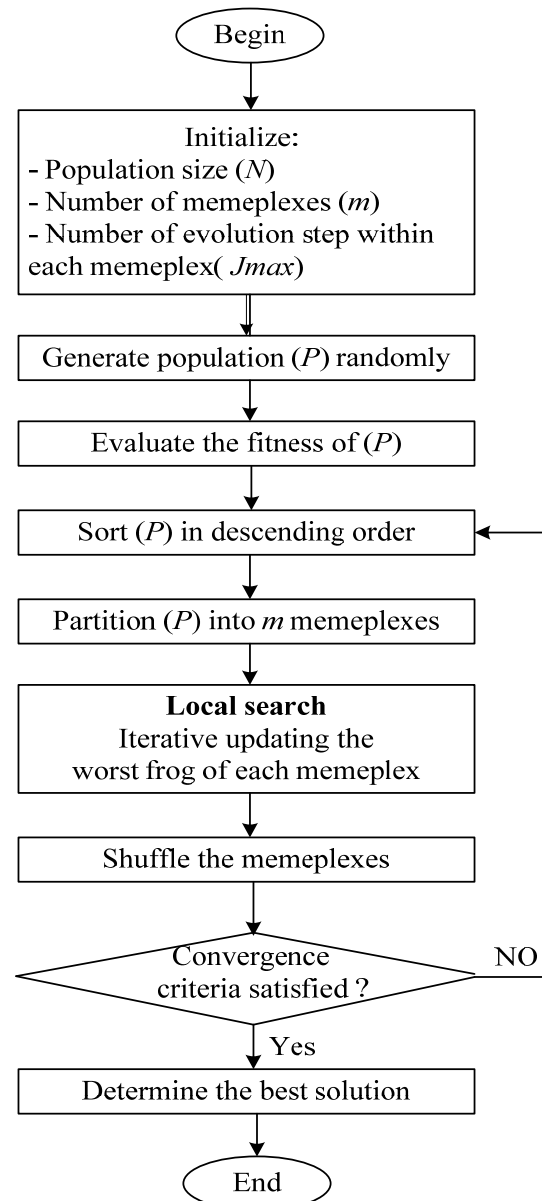 Begin
Initialize:
- Population size (N)
- Number of memeplexes (m)
- Number of evolution step within
each memeplex( Jmax)
Generate population (P) randomly
Evaluate the fitness of (P)
Sort (P) in descending order
Partition (P) into m memeplexes
Local search
Iterative updating the
worst frog of each memeplex
Shuffle the memeplexes
Convergence
criteria satisfied ?
NO
Yes
Determine the best solution
End